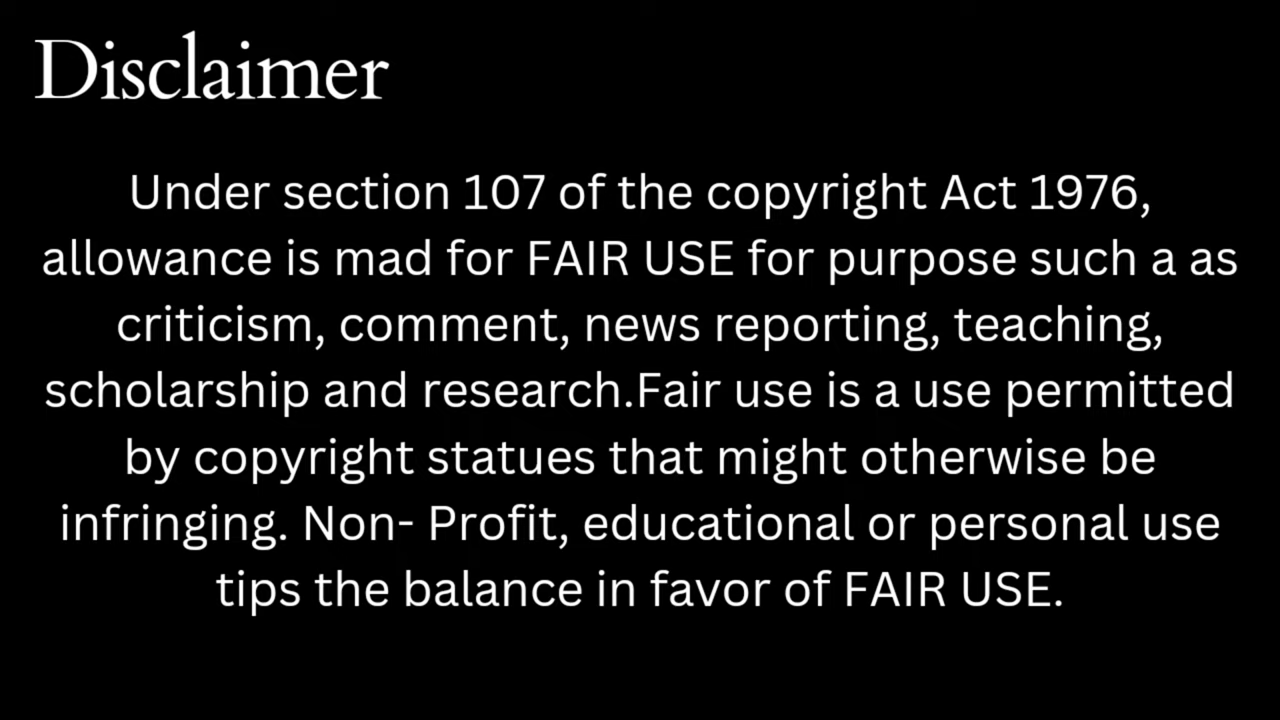 Disclaimer
Under section 107 of the copyright Act 1976,
allowance is mad for FAIR USE for purpose such a as
criticism, comment, news reporting, teaching,
scholarship and research.Fair use is a use permitted
by copyright statues that might otherwise be
infringing. Non- Profit, educational or personal use
tips the balance in favor of FAIR USE.